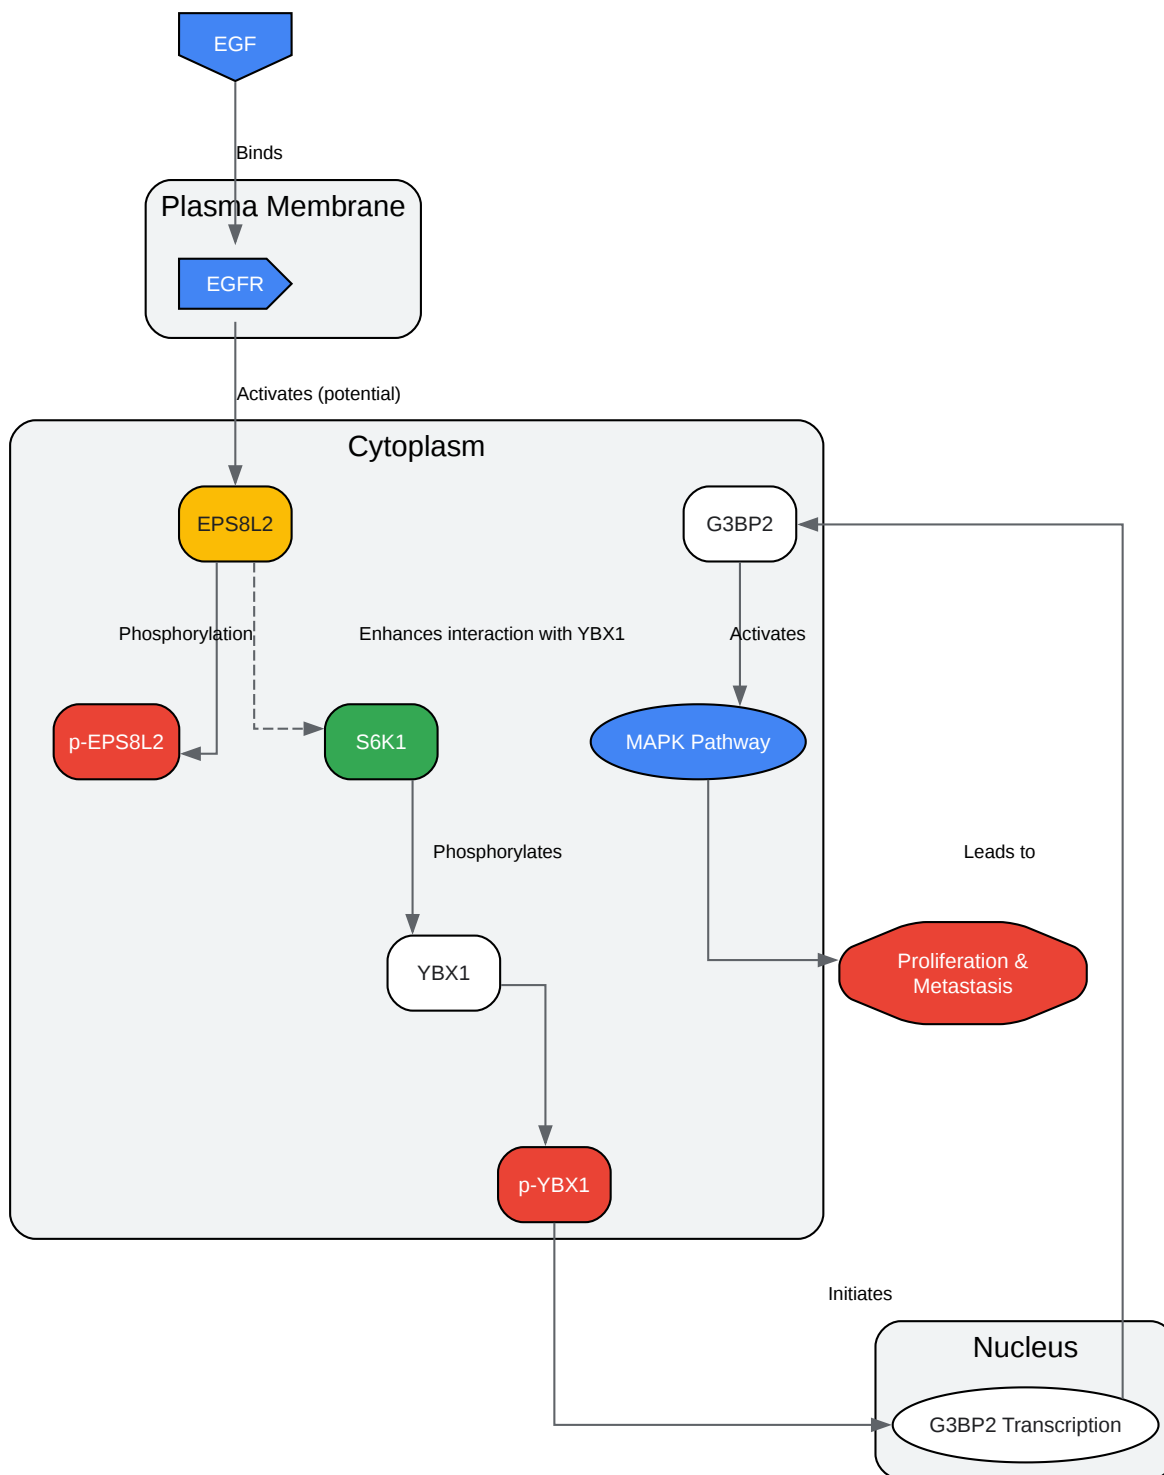 EGF
Binds
Plasma Membrane
EGFR
Activates (potential)
Cytoplasm
EPS8L2
G3BP2
Phosphorylation
Enhances interaction with YBX1
Activates
p-EPS8L2
S6K1
MAPK Pathway
Phosphorylates
Leads to
YBX1
Proliferation &
Metastasis
p-YBX1
Initiates
Nucleus
G3BP2 Transcription